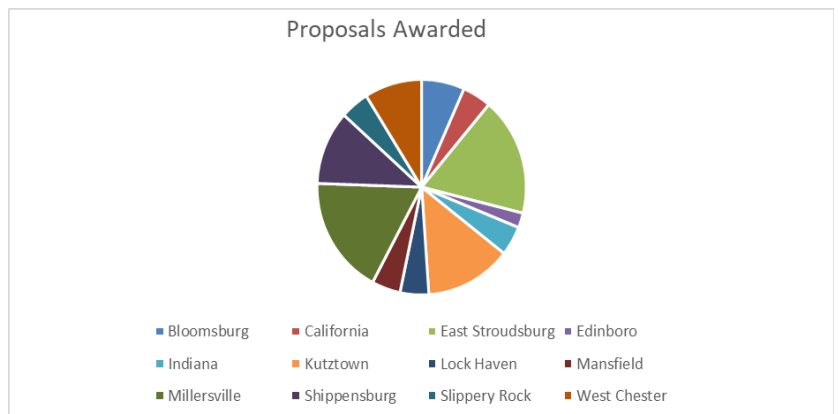 Proposals Awarded
Bloomsburg California East Stroudsburg Edinboro
Indiana Kutztown Lock Haven Mansfield
Millersville Shippensburg Slippery Rock West Chester